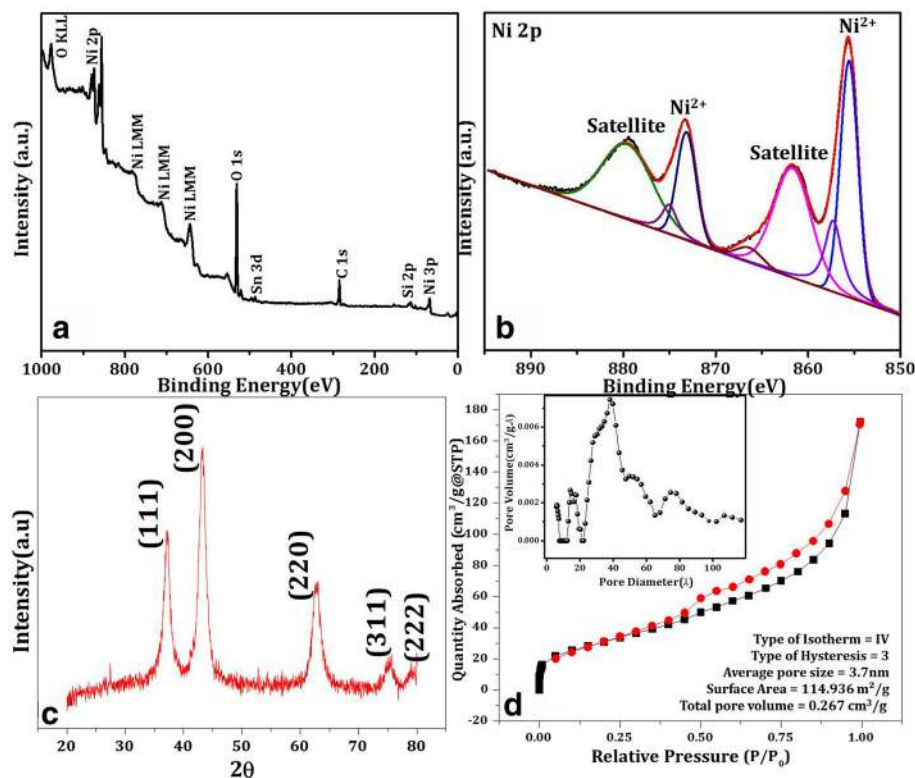 O KLL
Ni 2p
Ni LMM
Ni LMM
Ni LMM
O 1s
Sn 3d
C 1s
Si 2p
Ni 3p
Intensity (a.u.)
a
1000 800 600 400 200 0
Binding Energy(eV)
Ni 2p
Ni²⁺
Ni²⁺
Satellite
Satellite
Intensity (a.u.)
b
890 880 870 860 850
Binding Energy(eV)
(111)
(200)
(220)
(311)
(222)
Intensity(a.u)
c
20 30 40 50 60 70 80
2θ
Quantity Absorbed (cm³/g@STP)
180
160
140
120
100
80
60
40
20
0
20
Pore Volume(cm³/g.Å)
0.006
0.004
0.002
0.000
0 20 40 60 80 100
Pore Diameter(Å)
Type of Isotherm = IV
Type of Hysteresis = 3
Average pore size = 3.7nm
Surface Area = 114.936 m²/g
Total pore volume = 0.267 cm³/g
d
0.00 0.25 0.50 0.75 1.00
Relative Pressure (P/P₀)